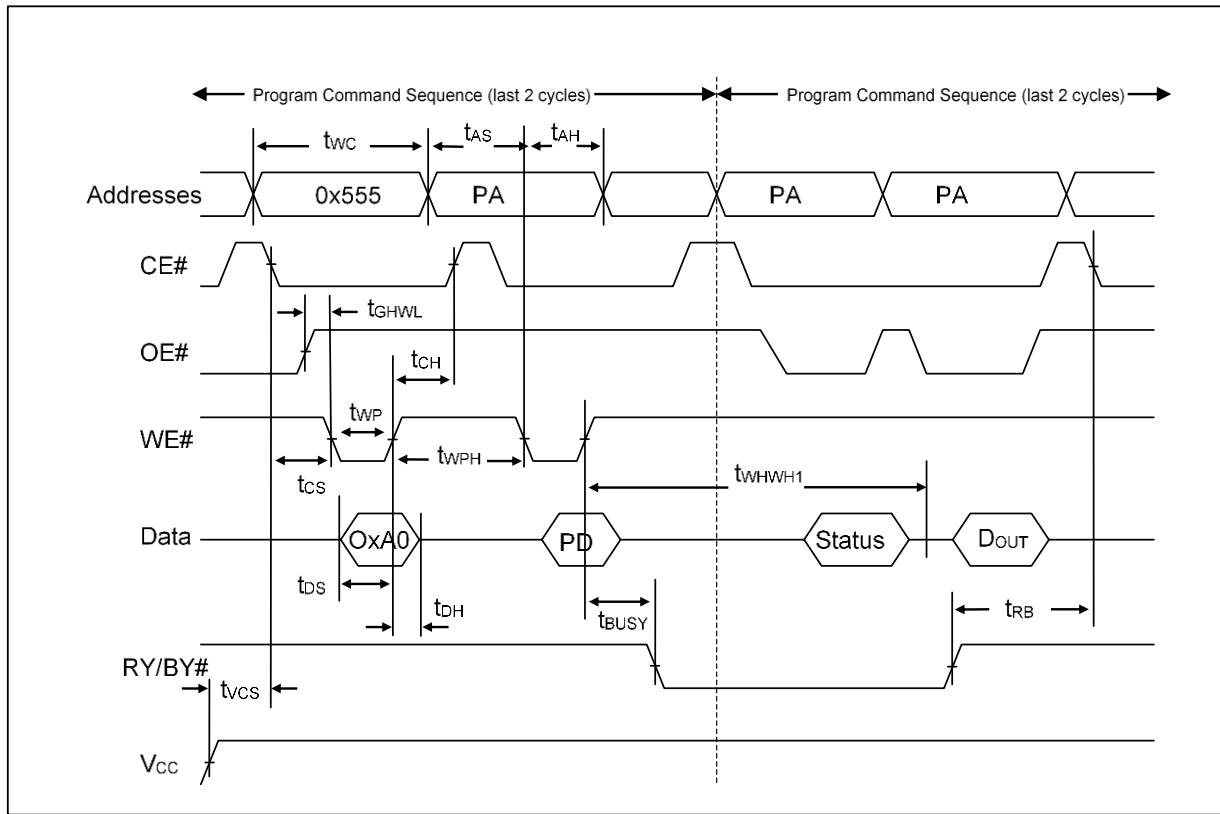 Program Command Sequence (last 2 cycles) Program Command Sequence (last 2 cycles)
tWC tAS tAH
Addresses 0x555 PA PA PA
CE#
tGHWL
OE#
tCH
tWP
WE#
tWPH
tCS tWHWH1
Data OxA0 PD Status DOUT
tDS
tDH tBUSY tRB
RY/BY#
tVCS
VCC